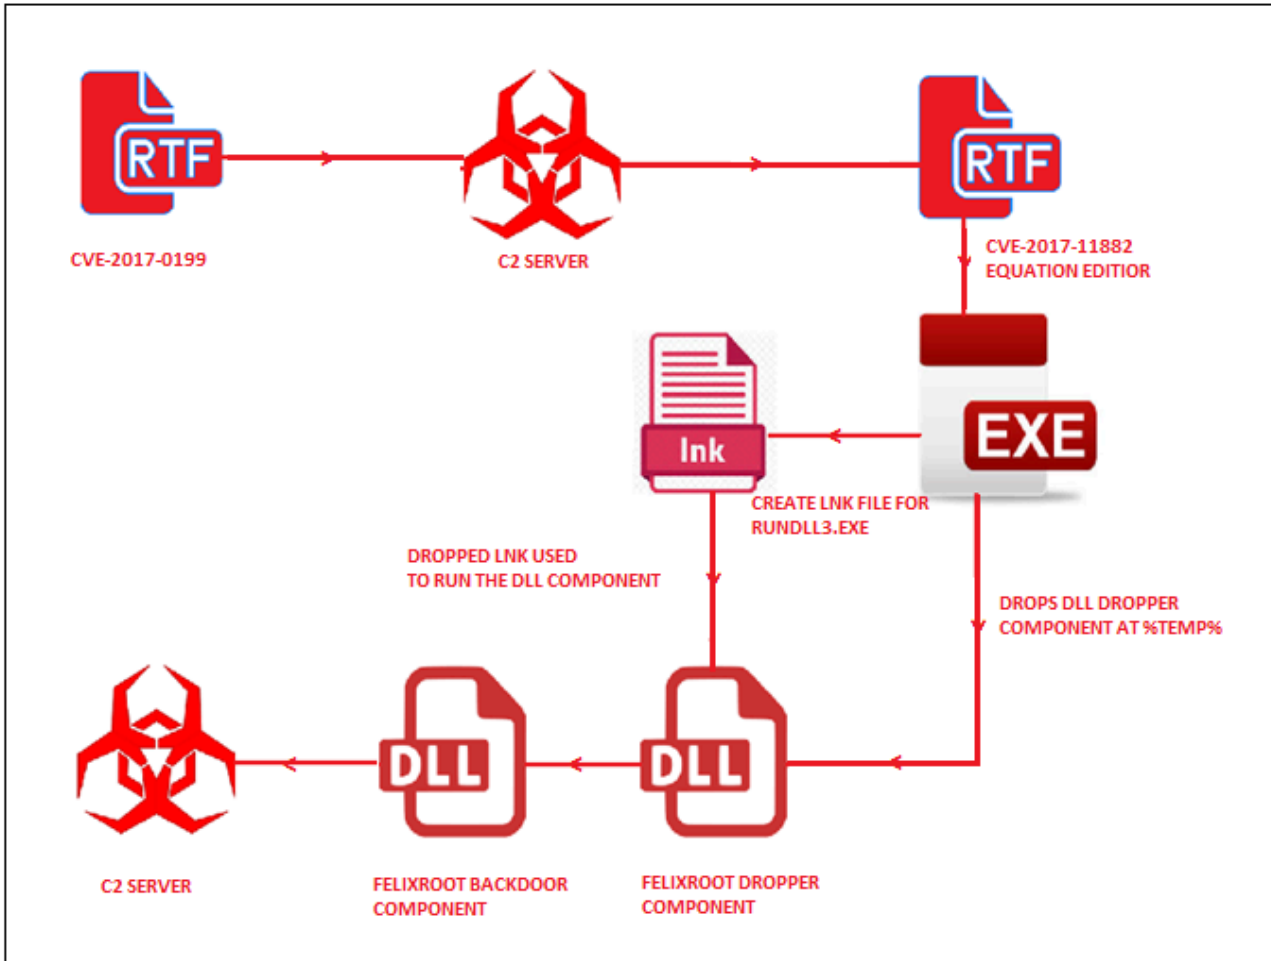 RTF
RTF
CVE-2017-0199
C2 SERVER
CVE-2017-11882
EQUATION EDITIOR
lnk
EXE
CREATE LNK FILE FOR
RUNDLL3.EXE
DROPPED LNK USED
TO RUN THE DLL COMPONENT
DROPS DLL DROPPER
COMPONENT AT %TEMP%
DLL
DLL
C2 SERVER
FELIXROOT BACKDOOR
COMPONENT
FELIXROOT DROPPER
COMPONENT